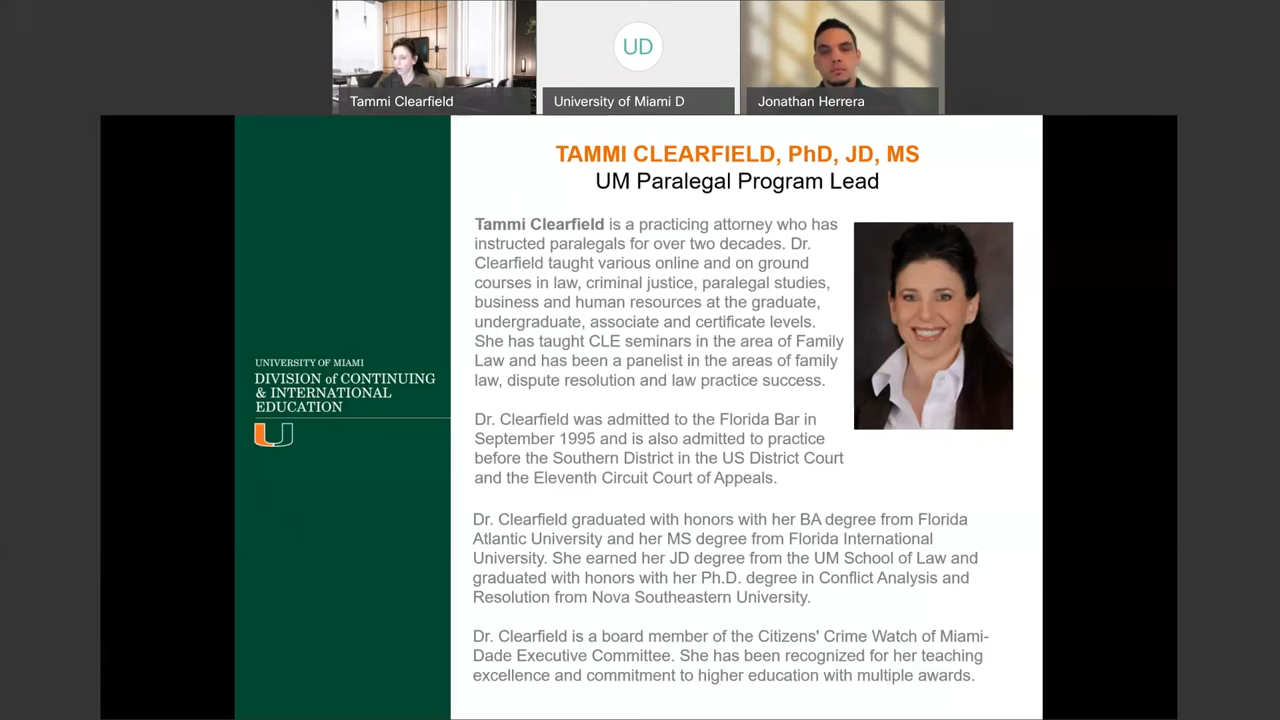 UD
Tammi Clearfield
University of Miami D
Jonathan Herrera
TAMMI CLEARFIELD, PhD, JD, MS
UM Paralegal Program Lead
Tammi Clearfield is a practicing attorney who has
instructed paralegals for over two decades. Dr.
Clearfield taught various online and on ground
courses in law, criminal justice, paralegal studies,
business and human resources at the graduate,
undergraduate, associate and certificate levels.
She has taught CLE seminars in the area of Family
Law and has been a panelist in the areas of family
law, dispute resolution and law practice success.
Dr. Clearfield was admitted to the Florida Bar in
September 1995 and is also admitted to practice
before the Southern District in the US District Court
and the Eleventh Circuit Court of Appeals.
Dr. Clearfield graduated with honors with her BA degree from Florida
Atlantic University and her MS degree from Florida International
University. She earned her JD degree from the UM School of Law and
graduated with honors with her Ph.D. degree in Conflict Analysis and
Resolution from Nova Southeastern University.
Dr. Clearfield is a board member of the Citizens' Crime Watch of Miami-
Dade Executive Committee. She has been recognized for her teaching
excellence and commitment to higher education with multiple awards.
UNIVERSITY OF MIAMI
DIVISION of CONTINUING
& INTERNATIONAL
EDUCATION
U